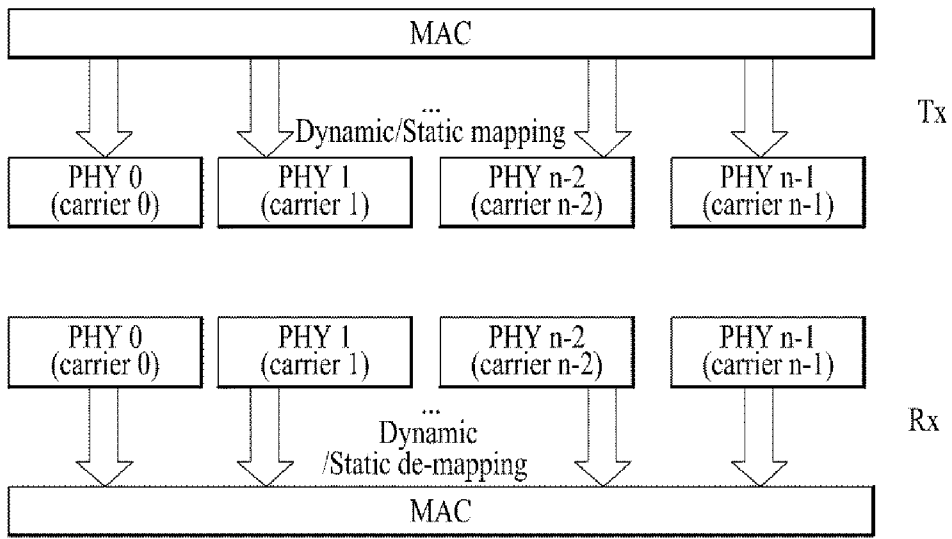 MAC
Tx
...
Dynamic/Static mapping
PHY 0
(carrier 0)
PHY 1
(carrier 1)
PHY n-2
(carrier n-2)
PHY n-1
(carrier n-1)
PHY 0
(carrier 0)
PHY 1
(carrier 1)
PHY n-2
(carrier n-2)
PHY n-1
(carrier n-1)
...
Dynamic
/Static de-mapping
Rx
MAC